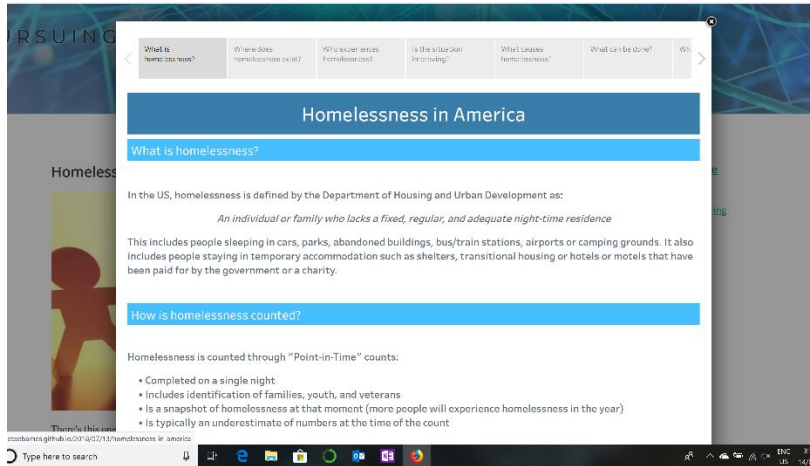 RSUING
What is
homelessness?
Where does
homelessness exist?
Who experiences
homelessness?
Is the situation
improving?
What causes
homelessness?
What can be done?
Homelessness in America
What is homelessness?
Homeless
In the US, homelessness is defined by the Department of Housing and Urban Development as:
An individual or family who lacks a fixed, regular, and adequate night-time residence
This includes people sleeping in cars, parks, abandoned buildings, bus/train stations, airports or camping grounds. It also
includes people staying in temporary accommodation such as shelters, transitional housing or hotels or motels that have
been paid for by the government or a charity.
How is homelessness counted?
Homelessness is counted through "Point-in-Time" counts:
• Completed on a single night
• Includes identification of families, youth, and veterans
• Is a snapshot of homelessness at that moment (more people will experience homelessness in the year)
• Is typically an underestimate of numbers at the time of the count
There's this one
Type here to search
ENG
US